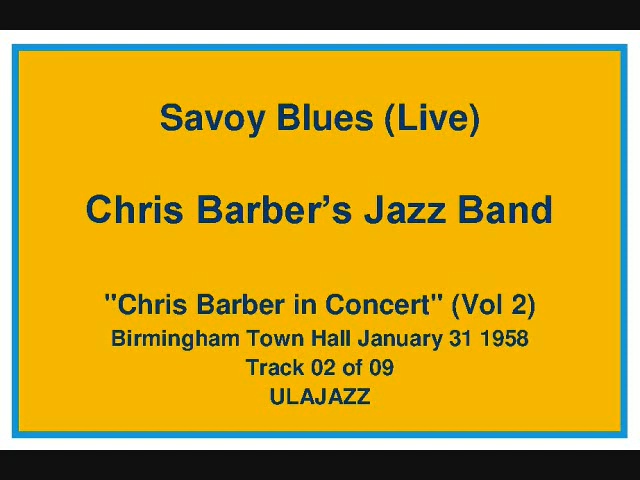 Savoy Blues (Live)
Chris Barber’s Jazz Band
"Chris Barber in Concert" (Vol 2)
Birmingham Town Hall January 31 1958
Track 02 of 09
ULAJAZZ